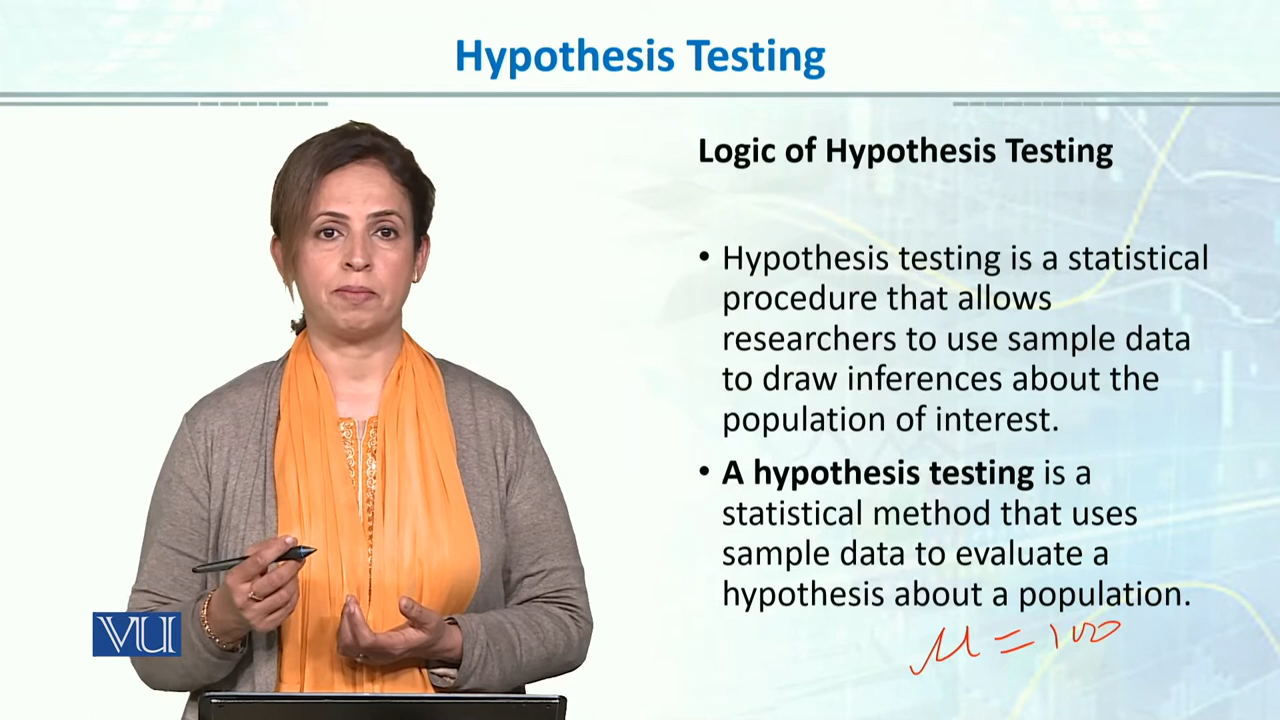 Hypothesis Testing
Logic of Hypothesis Testing
• Hypothesis testing is a statistical
procedure that allows
researchers to use sample data
to draw inferences about the
population of interest.
• A hypothesis testing is a
statistical method that uses
sample data to evaluate a
hypothesis about a population.
μ = 100
VU